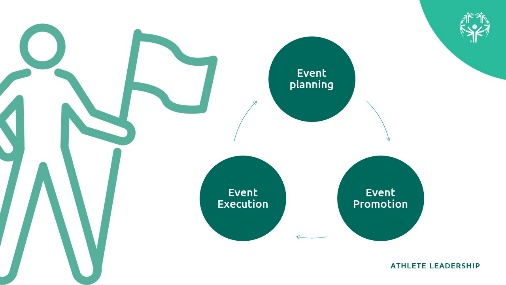 Event
planning
Event
Execution
Event
Promotion
ATHLETE LEADERSHIP